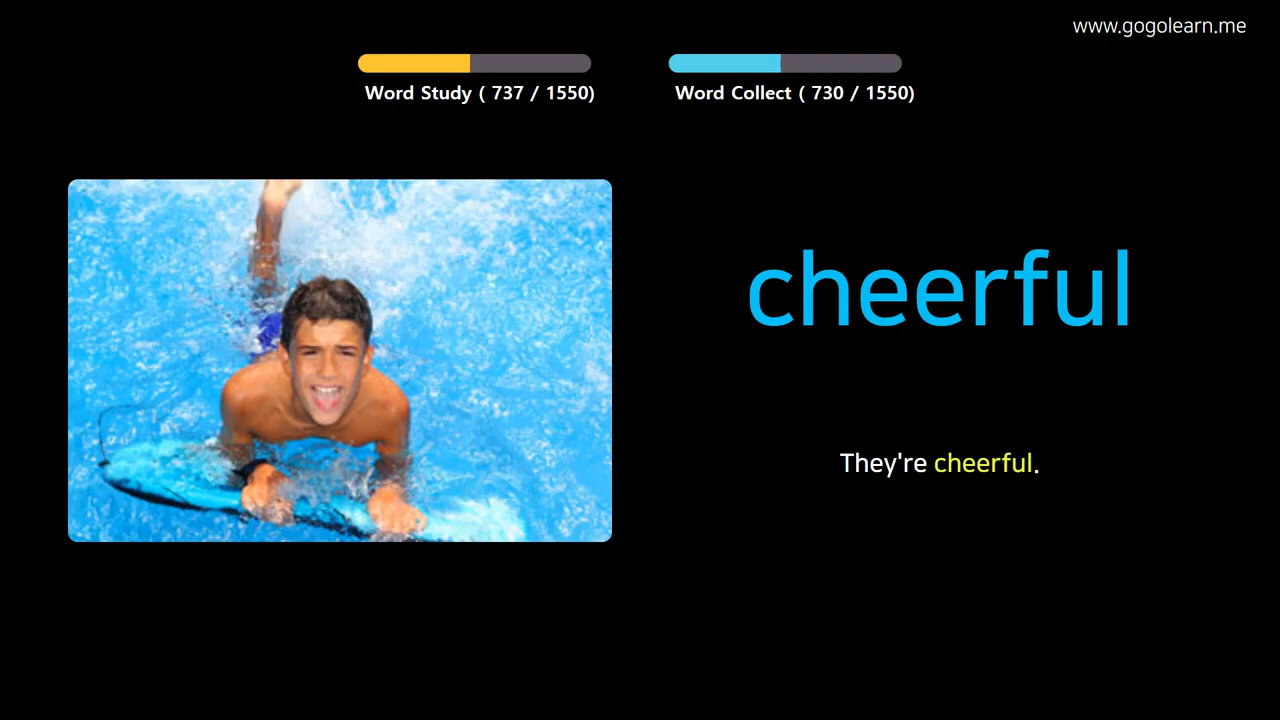 www.gogolearn.me
Word Study ( 737 / 1550)
Word Collect ( 730 / 1550)
cheerful
They're cheerful.